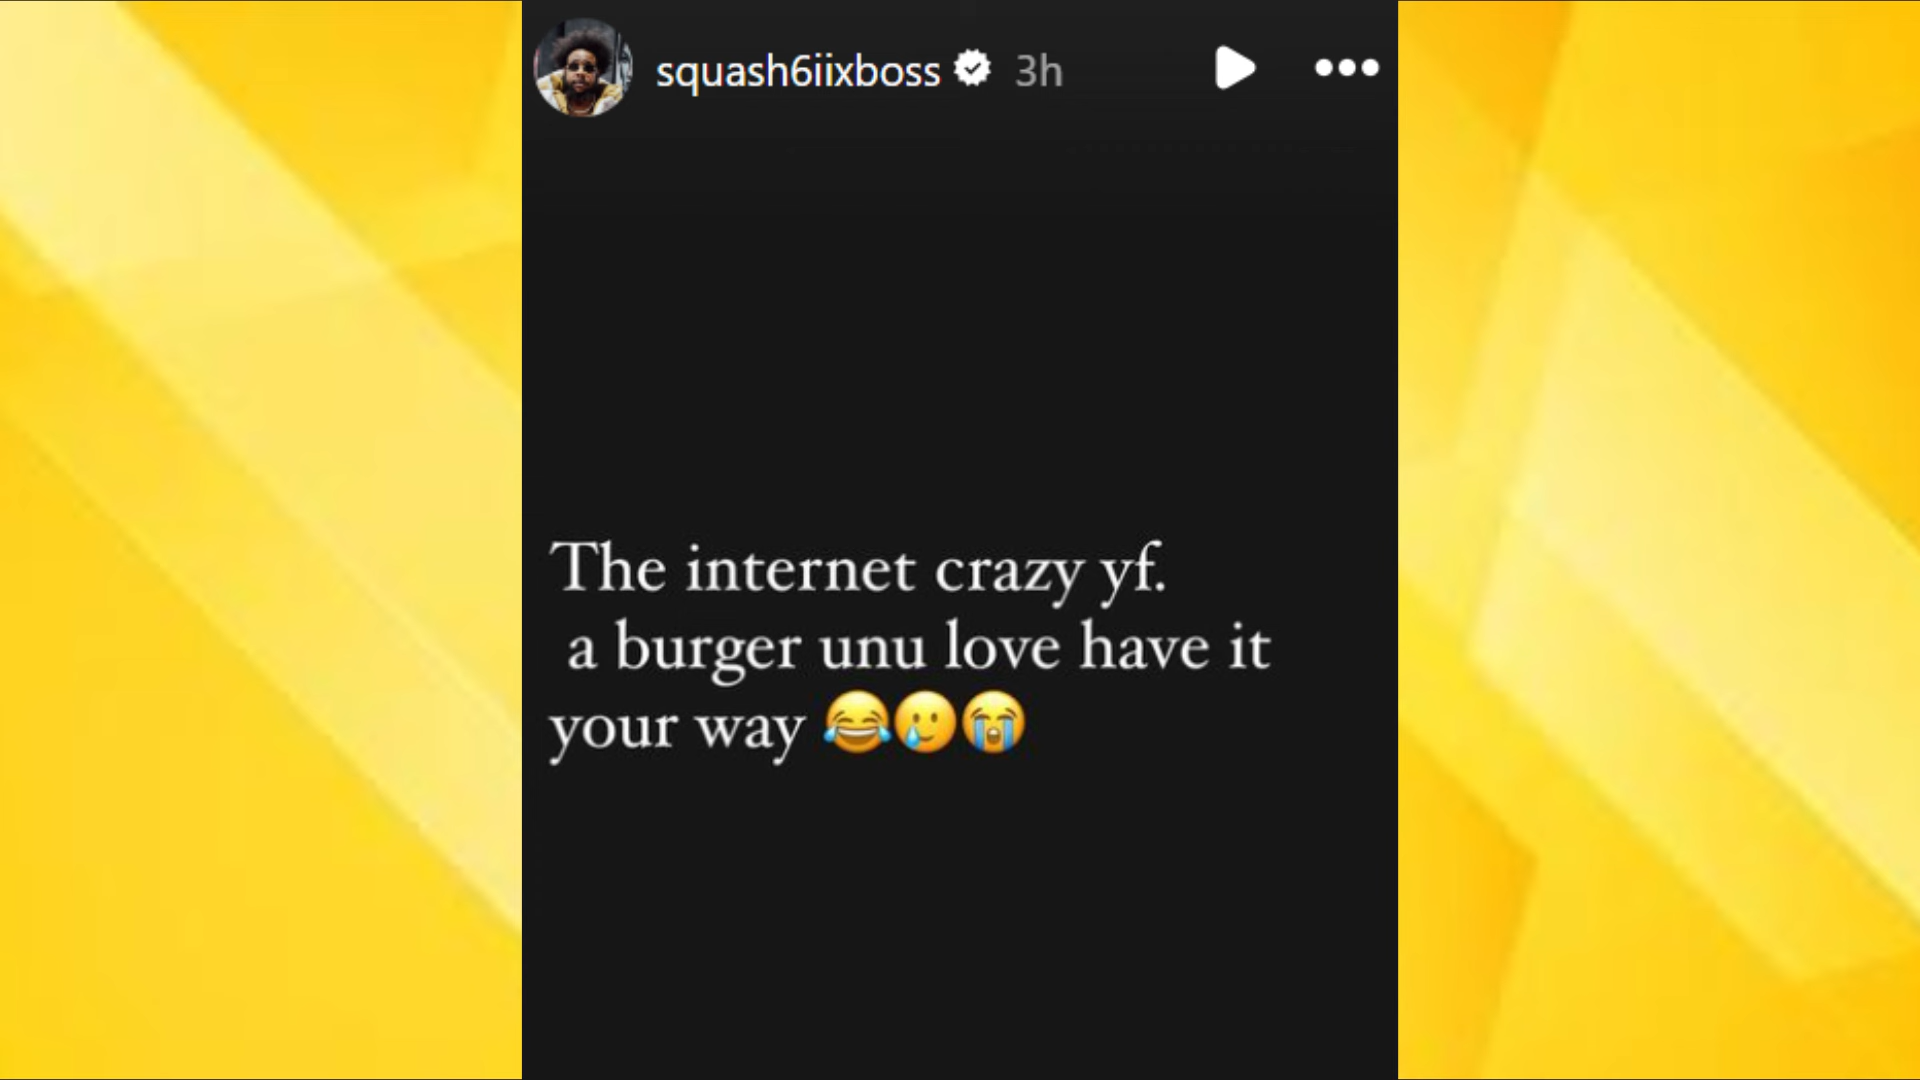 squash6iixboss 3h
The internet crazy yf.
a burger unu love have it
your way 😂🥲😭